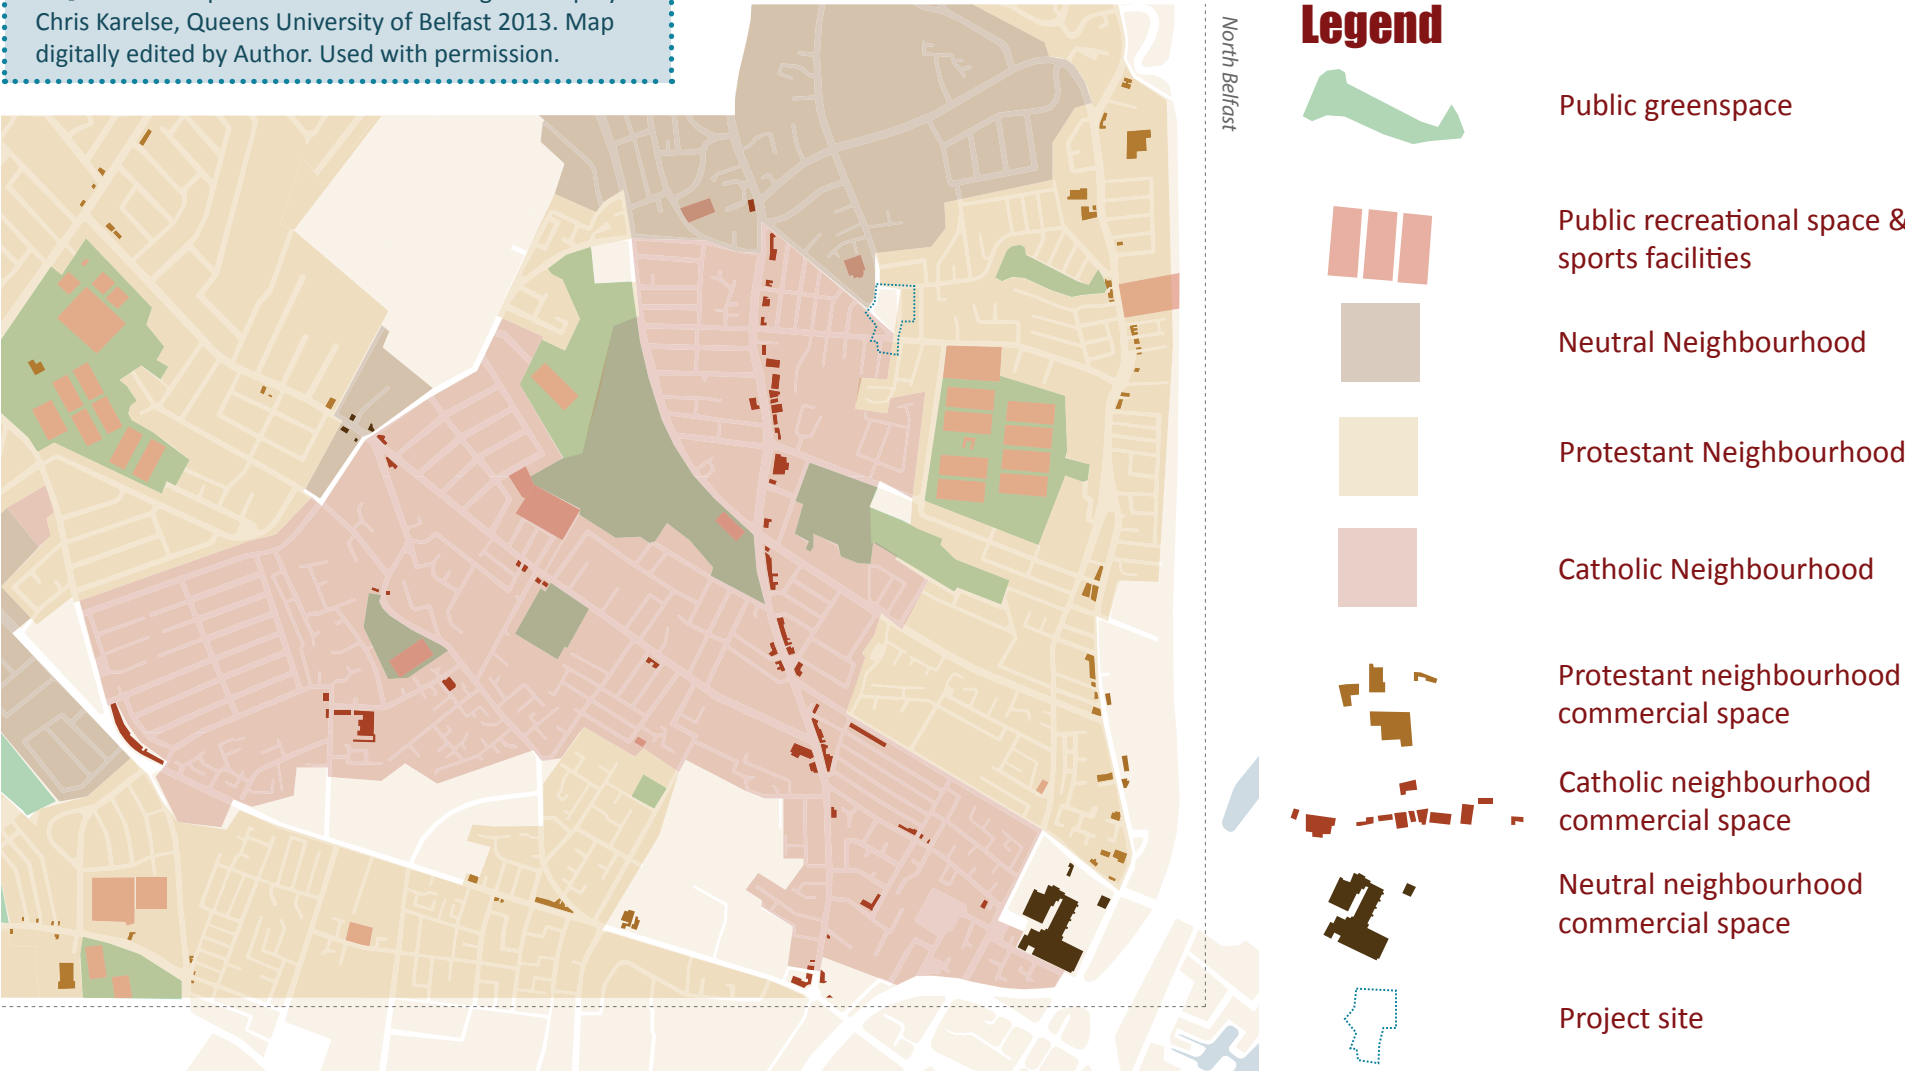 Chris Karelse, Queens University of Belfast 2013. Map
digitally edited by Author. Used with permission.
North Belfast
Legend
Public greenspace
Public recreational space &
sports facilities
Neutral Neighbourhood
Protestant Neighbourhood
Catholic Neighbourhood
Protestant neighbourhood
commercial space
Catholic neighbourhood
commercial space
Neutral neighbourhood
commercial space
Project site